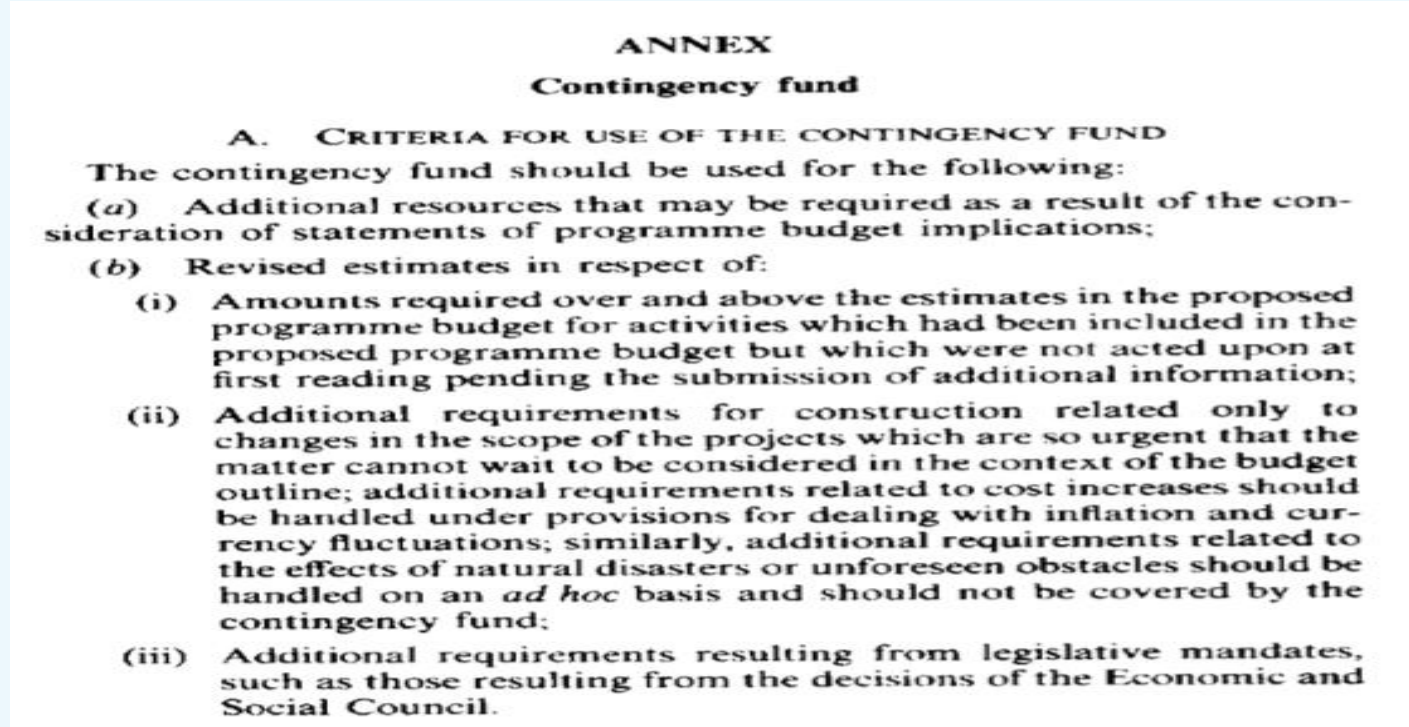 ANNEX
Contingency fund
A. CRITERIA FOR USE OF THE CONTINGENCY FUND
The contingency fund should be used for the following:
(a) Additional resources that may be required as a result of the con-
sideration of statements of programme budget implications;
(b) Revised estimates in respect of:
(i) Amounts required over and above the estimates in the proposed
programme budget for activities which had been included in the
proposed programme budget but which were not acted upon at
first reading pending the submission of additional information;
(ii) Additional requirements for construction related only to
changes in the scope of the projects which are so urgent that the
matter cannot wait to be considered in the context of the budget
outline; additional requirements related to cost increases should
be handled under provisions for dealing with inflation and cur-
rency fluctuations; similarly, additional requirements related to
the effects of natural disasters or unforeseen obstacles should be
handled on an ad hoc basis and should not be covered by the
contingency fund;
(iii) Additional requirements resulting from legislative mandates,
such as those resulting from the decisions of the Economic and
Social Council.